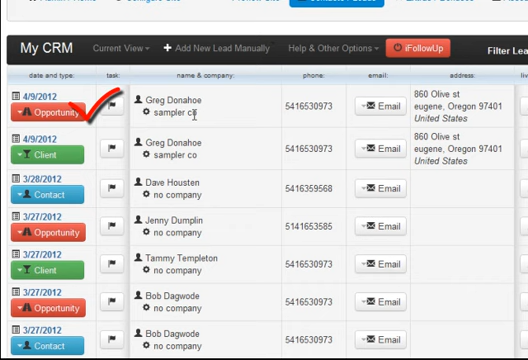 My CRM Current View Add New Lead Manually Help & Other Options iFollowUp Filter Lea
date and type: task: name & company: phone: email: address:
4/9/2012
Opportunity
Greg Donahoe
sampler co
5416530973
Email
860 Olive st
eugene, Oregon 97401
United States
4/9/2012
Client
Greg Donahoe
sampler co
5416530973
Email
860 Olive st
eugene, Oregon 97401
United States
3/28/2012
Contact
Dave Housten
no company
5416359568
Email
3/27/2012
Opportunity
Jenny Dumplin
no company
5141653585
Email
3/27/2012
Client
Tammy Templeton
no company
5416530973
Email
3/27/2012
Opportunity
Bob Dagwode
no company
5416530973
Email
3/27/2012
Contact
Bob Dagwode
no company
5416530973
Email